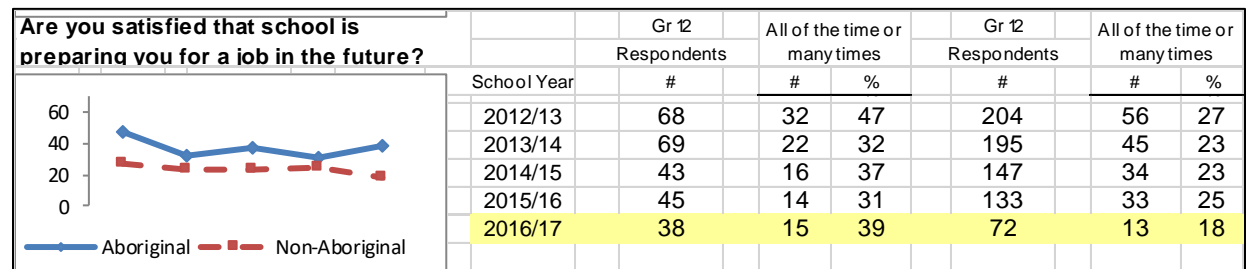 Are you satisfied that school is
preparing you for a job in the future?
60
40
20
0
Aboriginal Non-Aboriginal
Gr 12 All of the time or Gr 12 All of the time or
Respondents many times Respondents many times
School Year # # % # # %
2012/13 68 32 47 204 56 27
2013/14 69 22 32 195 45 23
2014/15 43 16 37 147 34 23
2015/16 45 14 31 133 33 25
2016/17 38 15 39 72 13 18